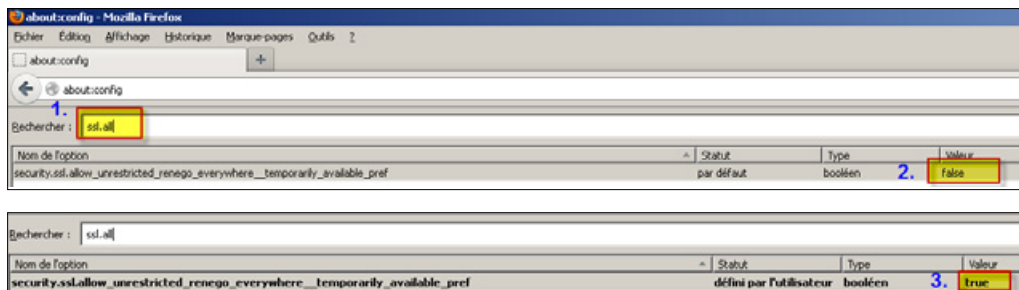 about:config - Mozilla Firefox
Fichier Édition Affichage Historique Marque-pages Outils ?
about:config +
about:config
1.
Rechercher : ssl.all
Nom de l'option Statut Type Valeur
security.ssl.allow_unrestricted_renego_everywhere__temporarily_available_pref par défaut booléen 2. false
Rechercher : ssl.all
Nom de l'option Statut Type Valeur
security.ssl.allow_unrestricted_renego_everywhere__temporarily_available_pref défini par l'utilisateur booléen 3. true